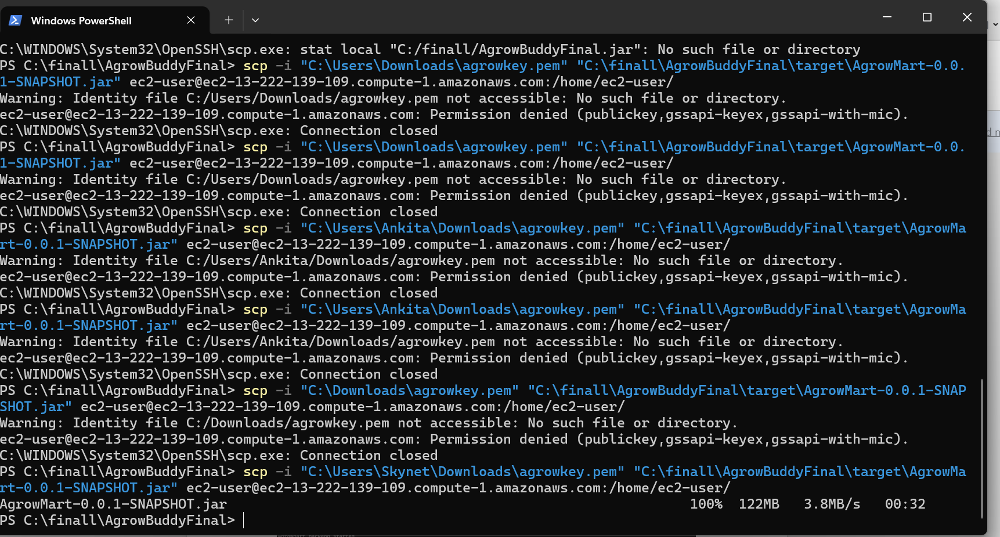 Windows PowerShell
C:\WINDOWS\System32\OpenSSH\scp.exe: stat local "C:/finall/AgrowBuddyFinal.jar": No such file or directory
PS C:\finall\AgrowBuddyFinal> scp -i "C:\Users\Downloads\agrowkey.pem" "C:\finall\AgrowBuddyFinal\target\AgrowMart-0.0.
1-SNAPSHOT.jar" ec2-user@ec2-13-222-139-109.compute-1.amazonaws.com:/home/ec2-user/
Warning: Identity file C:/Users/Downloads/agrowkey.pem not accessible: No such file or directory.
ec2-user@ec2-13-222-139-109.compute-1.amazonaws.com: Permission denied (publickey,gssapi-keyex,gssapi-with-mic).
C:\WINDOWS\System32\OpenSSH\scp.exe: Connection closed
PS C:\finall\AgrowBuddyFinal> scp -i "C:\Users\Downloads\agrowkey.pem" "C:\finall\AgrowBuddyFinal\target\AgrowMart-0.0.
1-SNAPSHOT.jar" ec2-user@ec2-13-222-139-109.compute-1.amazonaws.com:/home/ec2-user/
Warning: Identity file C:/Users/Downloads/agrowkey.pem not accessible: No such file or directory.
ec2-user@ec2-13-222-139-109.compute-1.amazonaws.com: Permission denied (publickey,gssapi-keyex,gssapi-with-mic).
C:\WINDOWS\System32\OpenSSH\scp.exe: Connection closed
PS C:\finall\AgrowBuddyFinal> scp -i "C:\Users\Ankita\Downloads\agrowkey.pem" "C:\finall\AgrowBuddyFinal\target\AgrowMa
rt-0.0.1-SNAPSHOT.jar" ec2-user@ec2-13-222-139-109.compute-1.amazonaws.com:/home/ec2-user/
Warning: Identity file C:/Users/Ankita/Downloads/agrowkey.pem not accessible: No such file or directory.
ec2-user@ec2-13-222-139-109.compute-1.amazonaws.com: Permission denied (publickey,gssapi-keyex,gssapi-with-mic).
C:\WINDOWS\System32\OpenSSH\scp.exe: Connection closed
PS C:\finall\AgrowBuddyFinal> scp -i "C:\Users\Ankita\Downloads\agrowkey.pem" "C:\finall\AgrowBuddyFinal\target\AgrowMa
rt-0.0.1-SNAPSHOT.jar" ec2-user@ec2-13-222-139-109.compute-1.amazonaws.com:/home/ec2-user/
Warning: Identity file C:/Users/Ankita/Downloads/agrowkey.pem not accessible: No such file or directory.
ec2-user@ec2-13-222-139-109.compute-1.amazonaws.com: Permission denied (publickey,gssapi-keyex,gssapi-with-mic).
C:\WINDOWS\System32\OpenSSH\scp.exe: Connection closed
PS C:\finall\AgrowBuddyFinal> scp -i "C:\Downloads\agrowkey.pem" "C:\finall\AgrowBuddyFinal\target\AgrowMart-0.0.1-SNAP
SHOT.jar" ec2-user@ec2-13-222-139-109.compute-1.amazonaws.com:/home/ec2-user/
Warning: Identity file C:/Downloads/agrowkey.pem not accessible: No such file or directory.
ec2-user@ec2-13-222-139-109.compute-1.amazonaws.com: Permission denied (publickey,gssapi-keyex,gssapi-with-mic).
C:\WINDOWS\System32\OpenSSH\scp.exe: Connection closed
PS C:\finall\AgrowBuddyFinal> scp -i "C:\Users\Skynet\Downloads\agrowkey.pem" "C:\finall\AgrowBuddyFinal\target\AgrowMa
rt-0.0.1-SNAPSHOT.jar" ec2-user@ec2-13-222-139-109.compute-1.amazonaws.com:/home/ec2-user/
AgrowMart-0.0.1-SNAPSHOT.jar 100% 122MB 3.8MB/s 00:32
PS C:\finall\AgrowBuddyFinal>